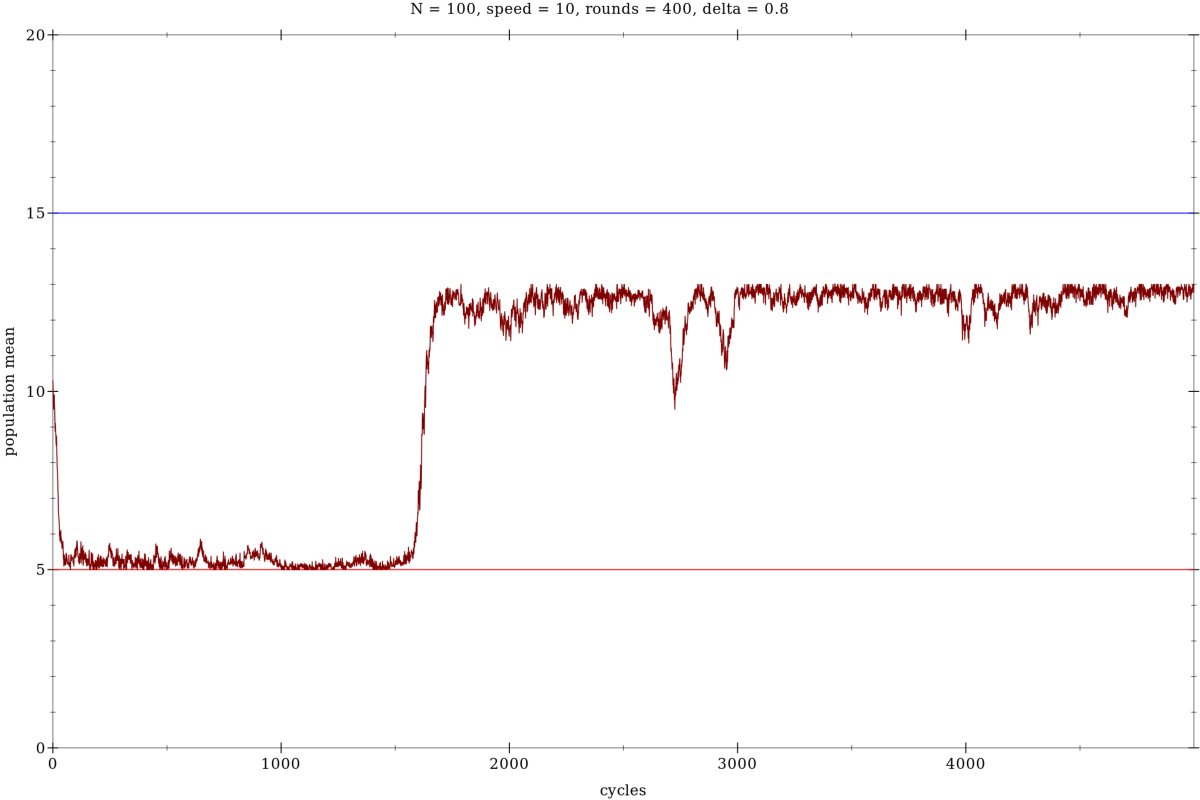 N = 100, speed = 10, rounds = 400, delta = 0.8
20
15
10
5
0
population mean
0 1000 2000 3000 4000
cycles